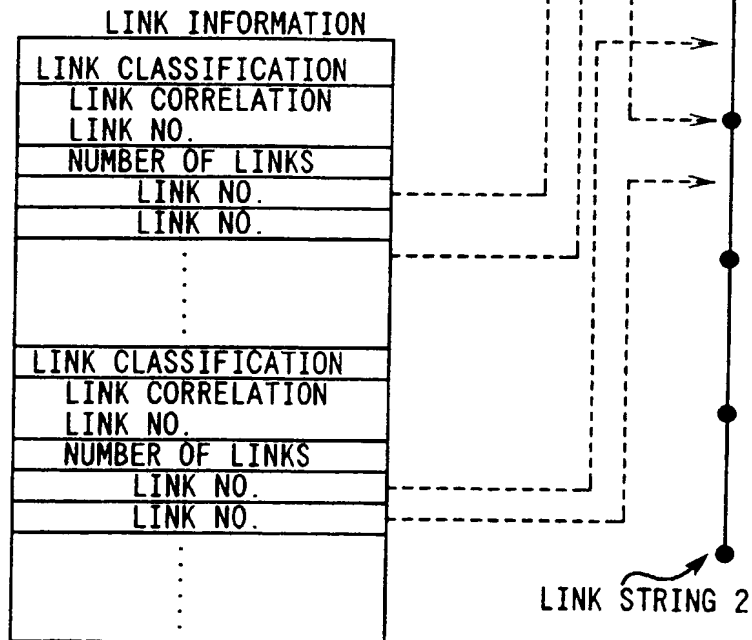 LINK INFORMATION
LINK CLASSIFICATION
LINK CORRELATION
LINK NO.
NUMBER OF LINKS
LINK NO.
LINK NO.
LINK CLASSIFICATION
LINK CORRELATION
LINK NO.
NUMBER OF LINKS
LINK NO.
LINK NO.
LINK STRING 2